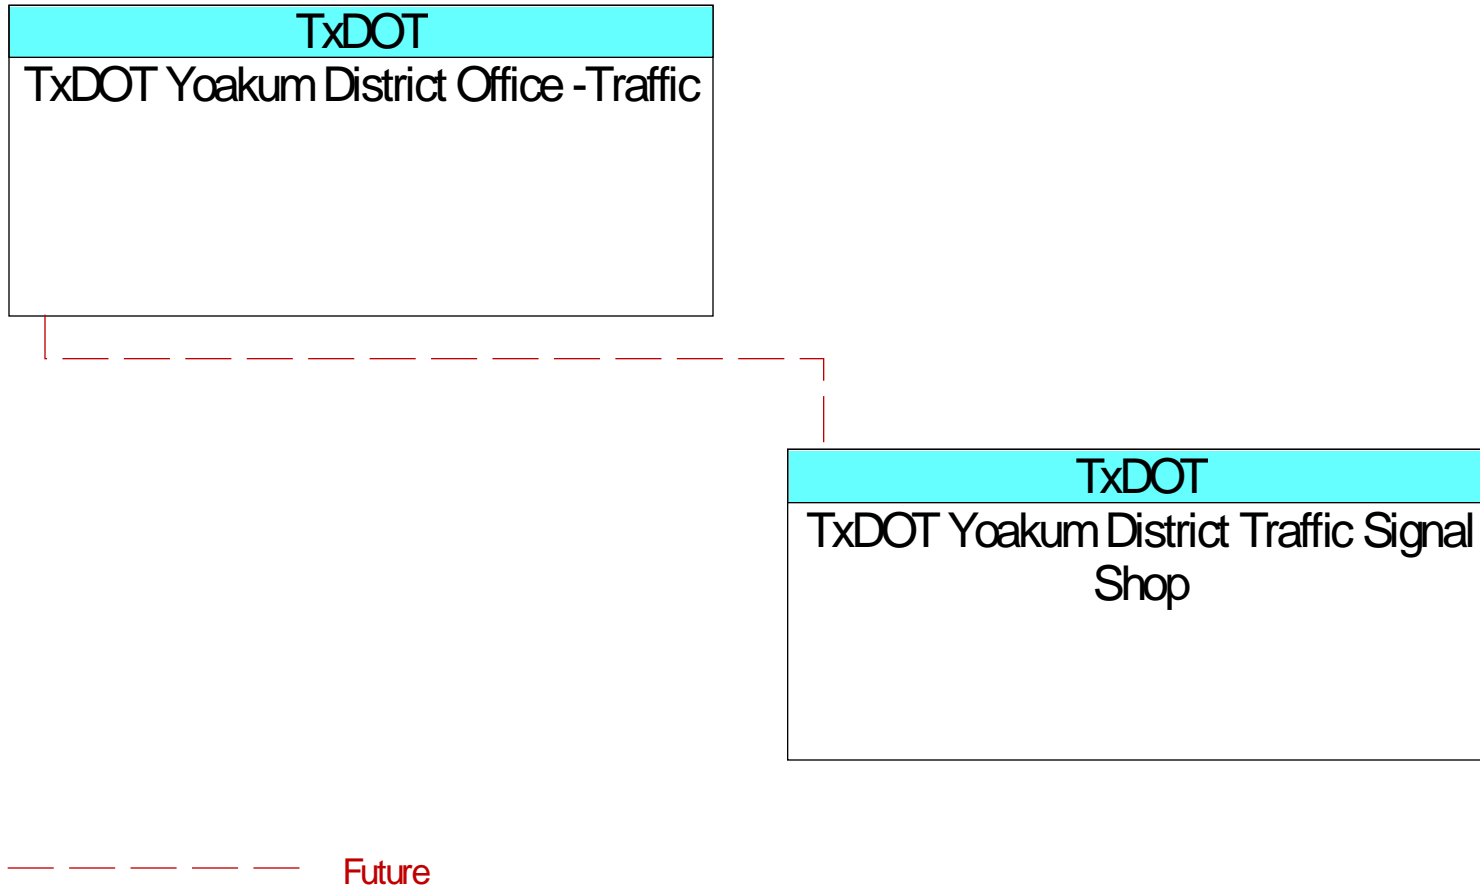 TxDOT
TxDOT Yoakum District Office -Traffic
TxDOT
TxDOT Yoakum District Traffic Signal
Shop
Future